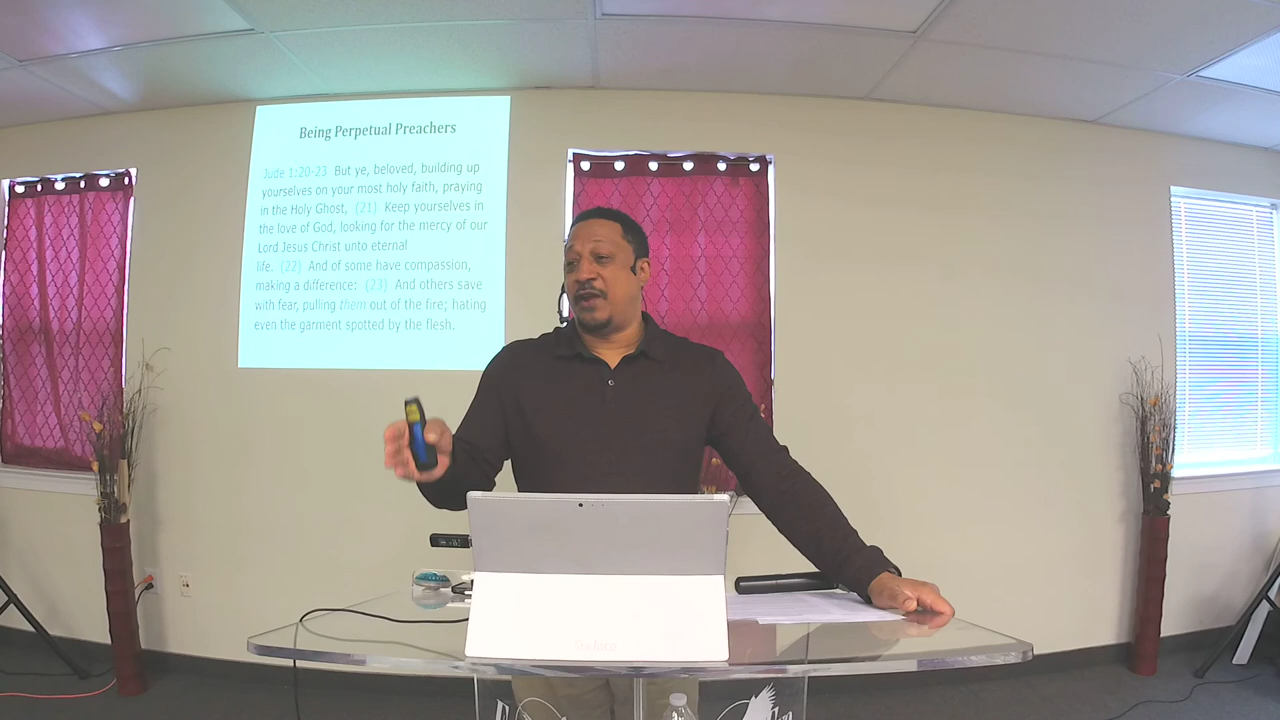 Being Perpetual Preachers
Jude 1:20-23 But ye, beloved, building up
yourselves on your most holy faith, praying
in the Holy Ghost, (21) Keep yourselves in
the love of God, looking for the mercy of our
Lord Jesus Christ unto eternal
life. (22) And of some have compassion,
making a difference: (23) And others save
with fear, pulling them out of the fire; hating
even the garment spotted by the flesh.
Surface